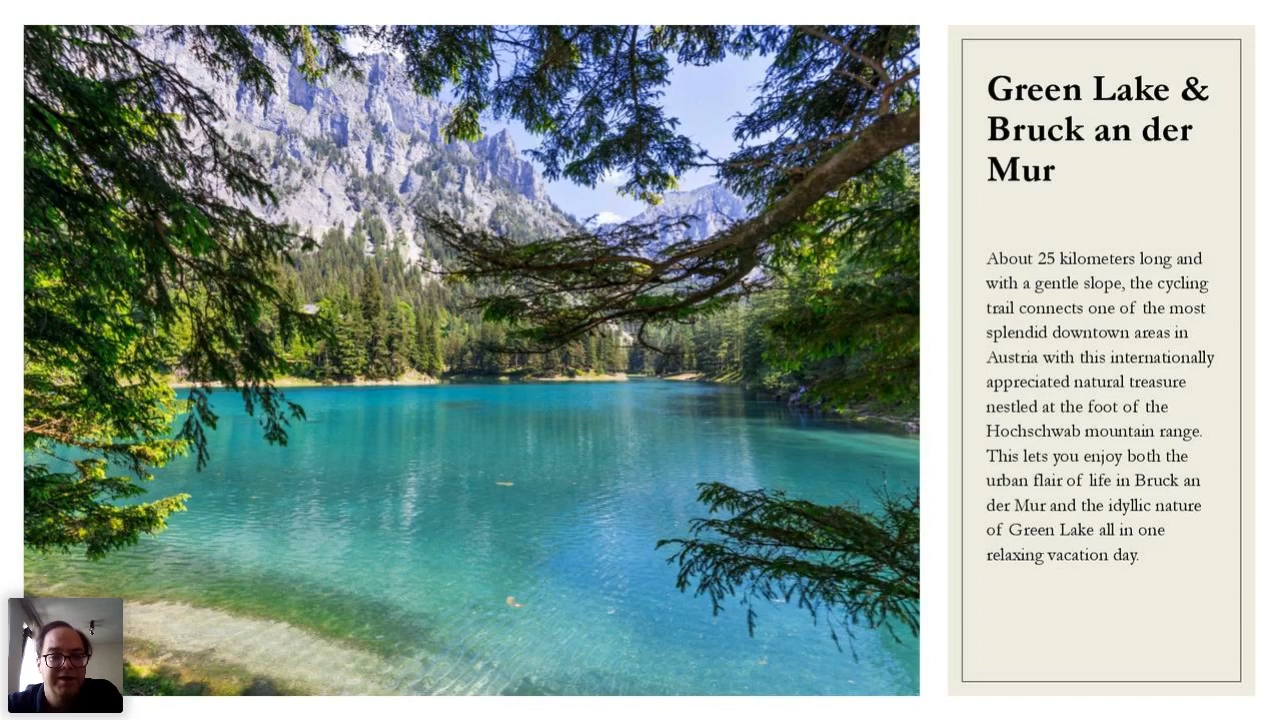 Green Lake &
Bruck an der
Mur
About 25 kilometers long and
with a gentle slope, the cycling
trail connects one of the most
splendid downtown areas in
Austria with this internationally
appreciated natural treasure
nestled at the foot of the
Hochschwab mountain range.
This lets you enjoy both the
urban flair of life in Bruck an
der Mur and the idyllic nature
of Green Lake all in one
relaxing vacation day.